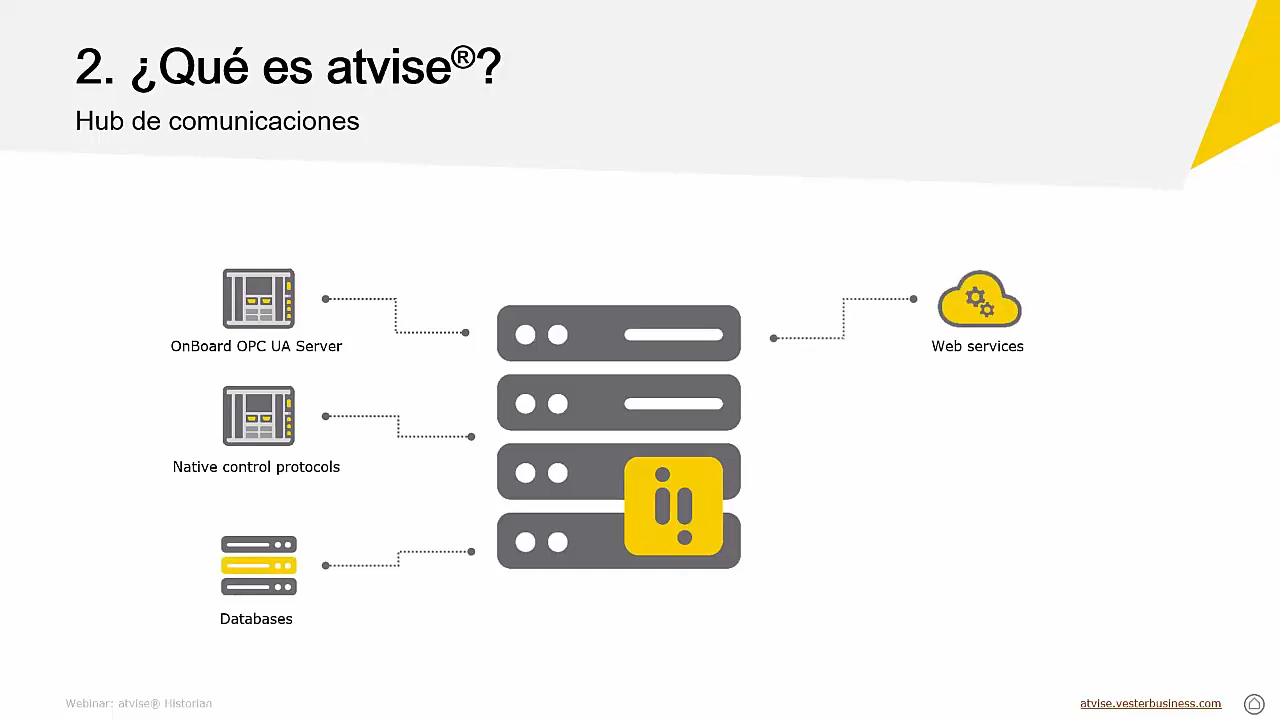 2. ¿Qué es atvise®?
Hub de comunicaciones
OnBoard OPC UA Server
Web services
Native control protocols
Databases
Webinar: atvise® Historian
atvise.vesterbusiness.com